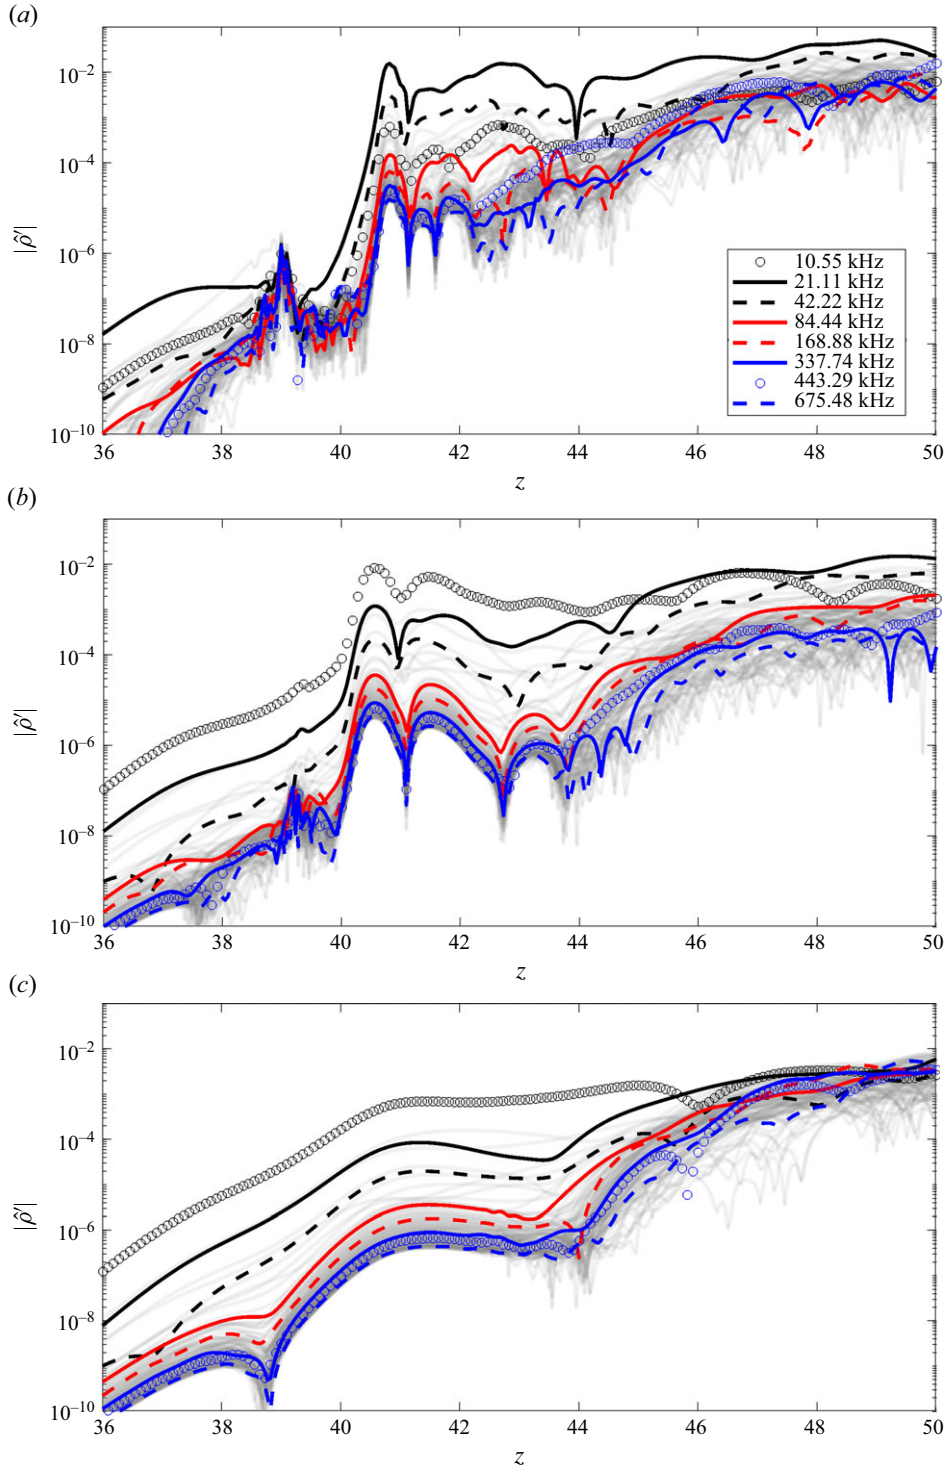 (a)
10⁻²
10⁻⁴
|ρ̂′|
10⁻⁶
10⁻⁸
10⁻¹⁰
10.55 kHz
21.11 kHz
42.22 kHz
84.44 kHz
168.88 kHz
337.74 kHz
443.29 kHz
675.48 kHz
36 38 40 42 44 46 48 50
z
(b)
10⁻²
10⁻⁴
|ρ̂′|
10⁻⁶
10⁻⁸
10⁻¹⁰
36 38 40 42 44 46 48 50
z
(c)
10⁻²
10⁻⁴
|ρ̂′|
10⁻⁶
10⁻⁸
10⁻¹⁰
36 38 40 42 44 46 48 50
z